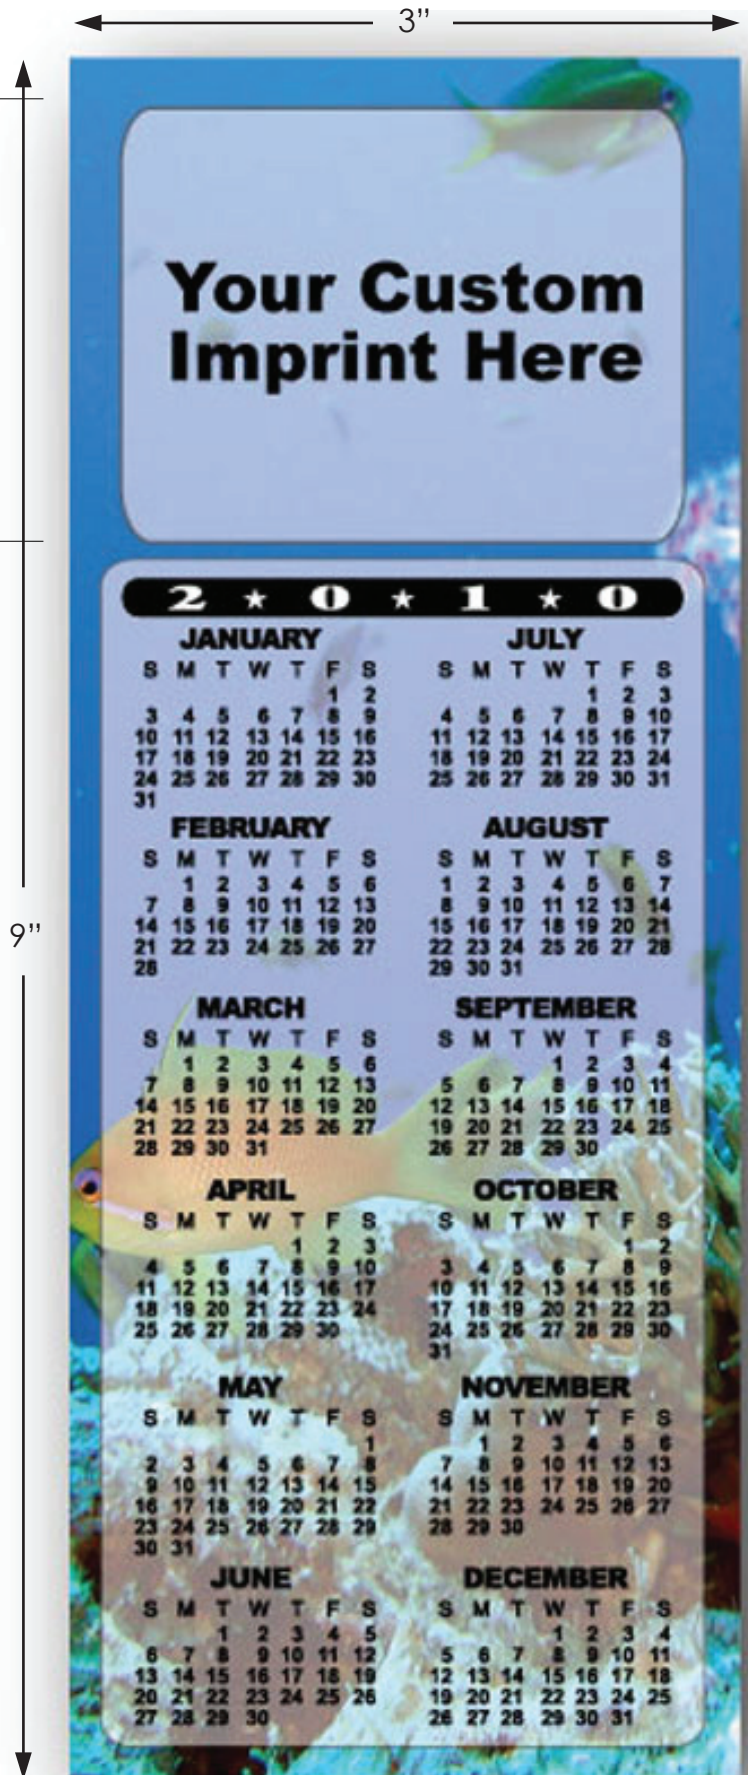 3”
Your Custom
Imprint Here
9”
2 ★ 0 ★ 1 ★ 0
JANUARY
S M T W T F S
1 2
3 4 5 6 7 8 9
10 11 12 13 14 15 16
17 18 19 20 21 22 23
24 25 26 27 28 29 30
31
FEBRUARY
S M T W T F S
1 2 3 4 5 6
7 8 9 10 11 12 13
14 15 16 17 18 19 20
21 22 23 24 25 26 27
28
MARCH
S M T W T F S
1 2 3 4 5 6
7 8 9 10 11 12 13
14 15 16 17 18 19 20
21 22 23 24 25 26 27
28 29 30 31
APRIL
S M T W T F S
1 2 3
4 5 6 7 8 9 10
11 12 13 14 15 16 17
18 19 20 21 22 23 24
25 26 27 28 29 30
MAY
S M T W T F S
1
2 3 4 5 6 7 8
9 10 11 12 13 14 15
16 17 18 19 20 21 22
23 24 25 26 27 28 29
30 31
JUNE
S M T W T F S
1 2 3 4 5
6 7 8 9 10 11 12
13 14 15 16 17 18 19
20 21 22 23 24 25 26
27 28 29 30
JULY
S M T W T F S
1 2 3
4 5 6 7 8 9 10
11 12 13 14 15 16 17
18 19 20 21 22 23 24
25 26 27 28 29 30 31
AUGUST
S M T W T F S
1 2 3 4 5 6 7
8 9 10 11 12 13 14
15 16 17 18 19 20 21
22 23 24 25 26 27 28
29 30 31
SEPTEMBER
S M T W T F S
1 2 3 4
5 6 7 8 9 10 11
12 13 14 15 16 17 18
19 20 21 22 23 24 25
26 27 28 29 30
OCTOBER
S M T W T F S
1 2
3 4 5 6 7 8 9
10 11 12 13 14 15 16
17 18 19 20 21 22 23
24 25 26 27 28 29 30
31
NOVEMBER
S M T W T F S
1 2 3 4 5 6
7 8 9 10 11 12 13
14 15 16 17 18 19 20
21 22 23 24 25 26 27
28 29 30
DECEMBER
S M T W T F S
1 2 3 4
5 6 7 8 9 10 11
12 13 14 15 16 17 18
19 20 21 22 23 24 25
26 27 28 29 30 31